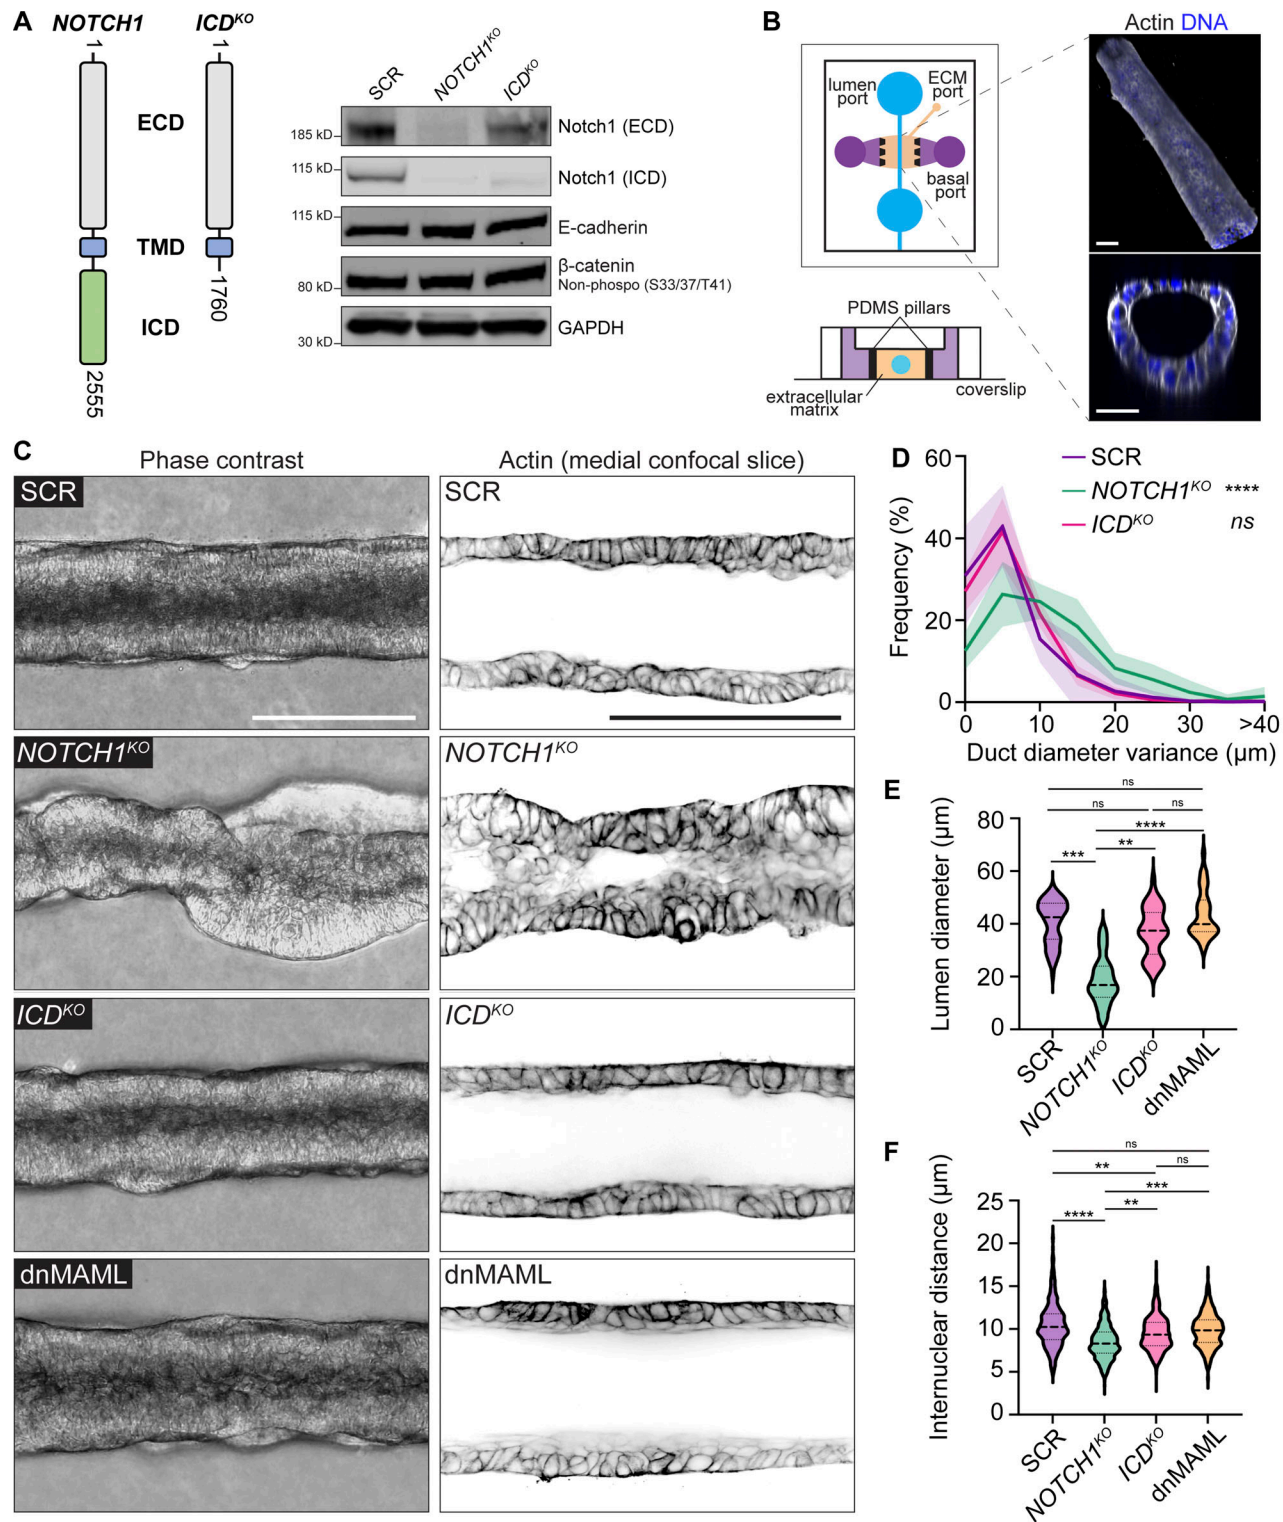 A
NOTCH1
ICD^KO
1
1
ECD
TMD
ICD
1760
2555
SCR
NOTCH1^KO
ICD^KO
185 kD
Notch1 (ECD)
115 kD
Notch1 (ICD)
115 kD
E-cadherin
80 kD
β-catenin
Non-phospo (S33/37/T41)
30 kD
GAPDH
B
Actin DNA
lumen
port
ECM
port
basal
port
PDMS pillars
extracellular
matrix
coverslip
C
Phase contrast
Actin (medial confocal slice)
SCR
SCR
NOTCH1^KO
NOTCH1^KO
ICD^KO
ICD^KO
dnMAML
dnMAML
D
SCR
NOTCH1^KO ****
ICD^KO ns
Frequency (%)
60
40
20
0
0 10 20 30 >40
Duct diameter variance (µm)
E
ns
ns ns
****
*** **
Lumen diameter (µm)
80
60
40
20
0
SCR
NOTCH1^KO
ICD^KO
dnMAML
F
ns
** ns
***
**** **
Internuclear distance (µm)
25
20
15
10
5
0
SCR
NOTCH1^KO
ICD^KO
dnMAML